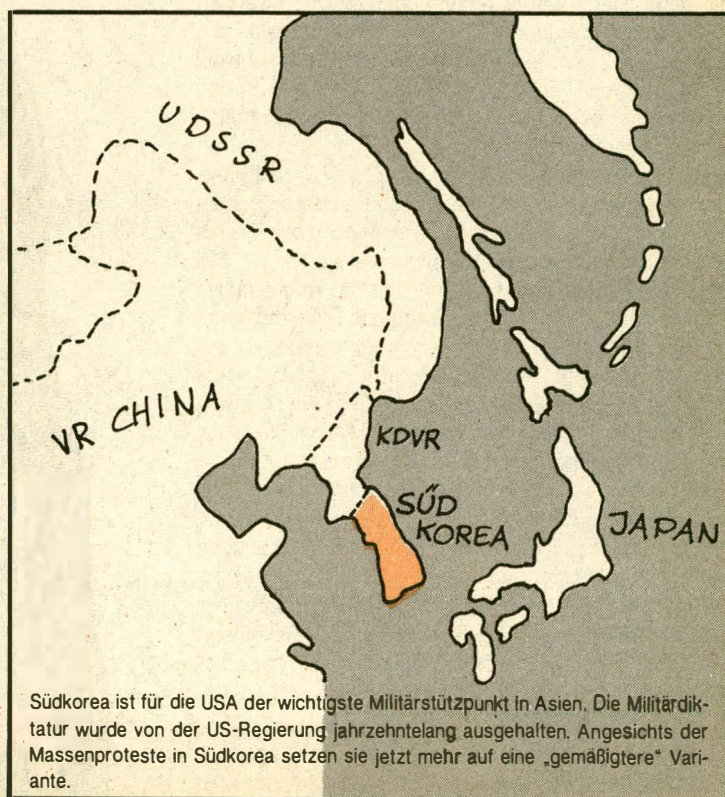 UDSSR
VR CHINA
KDVR
SÜD
KOREA
JAPAN
Südkorea ist für die USA der wichtigste Militärstützpunkt in Asien. Die Militärdik-
tatur wurde von der US-Regierung jahrzehntelang ausgehalten. Angesichts der
Massenproteste in Südkorea setzen sie jetzt mehr auf eine „gemäßigtere“ Vari-
ante.